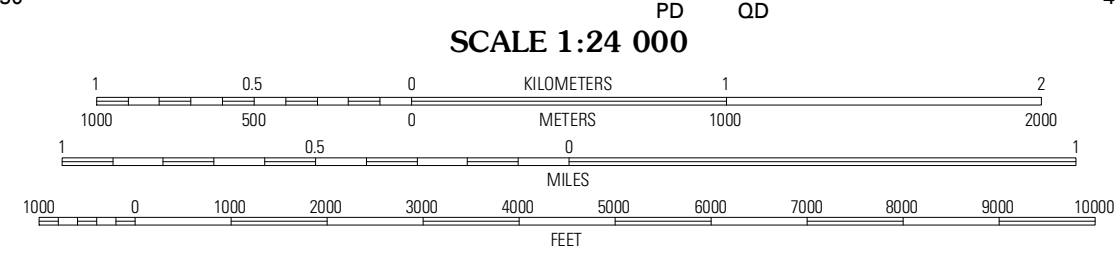 PD QD
SCALE 1:24 000
1 0.5 0 KILOMETERS 1 2
1000 500 0 METERS 1000 2000
1 0.5 0 1
MILES
1000 0 1000 2000 3000 4000 5000 6000 7000 8000 9000 10000
FEET